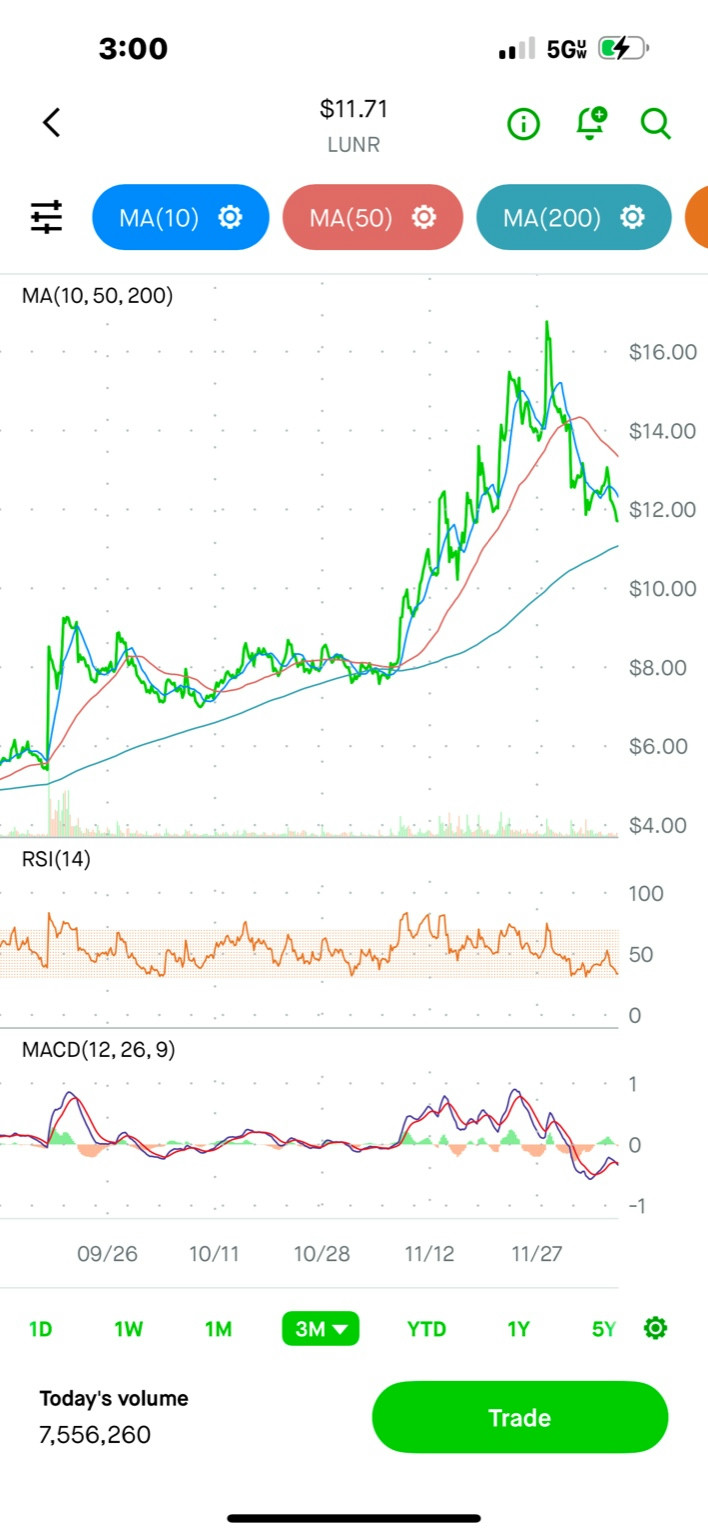 3:00
5GUW
$11.71
LUNR
MA(10)
MA(50)
MA(200)
MA(10, 50, 200)
$16.00
$14.00
$12.00
$10.00
$8.00
$6.00
$4.00
RSI(14)
100
50
0
MACD(12, 26, 9)
1
0
-1
09/26 10/11 10/28 11/12 11/27
1D 1W 1M 3M YTD 1Y 5Y
Today's volume
7,556,260
Trade